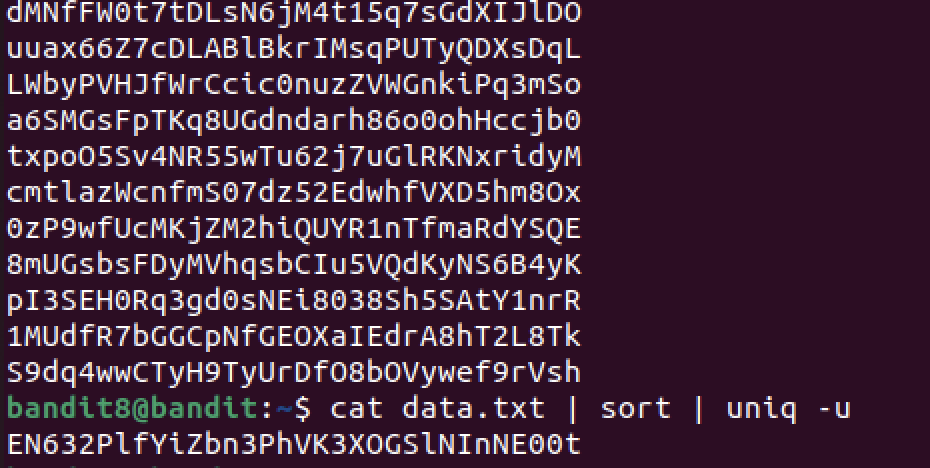 dMNfFW0t7tDLsN6jM4t15q7sGdXIJlDO
uuax66Z7cDLABlBkrIMsqPUTyQDXsDqL
LWbyPVHJfWrCcic0nuzZVWGnkiPq3mSo
a6SMGsFpTKq8UGdndarh86o0ohHccjb0
txpoO5Sv4NR55wTu62j7uGlRKNxridyM
cmtlazWcnfmS07dz52EdwhfVXD5hm8Ox
0zP9wfUcMKjZM2hiQUYR1nTfmaRdYSQE
8mUGsbsFDyMVhqsbCIu5VQdKyNS6B4yK
pI3SEH0Rq3gd0sNEi8038Sh5SAtY1nrR
1MUdfR7bGGCpNfGEOXaIEdrA8hT2L8Tk
S9dq4wwCTyH9TyUrDfO8bOVywef9rVsh
bandit8@bandit:~$ cat data.txt | sort | uniq -u
EN632PlfYiZbn3PhVK3XOGSlNInNE00t